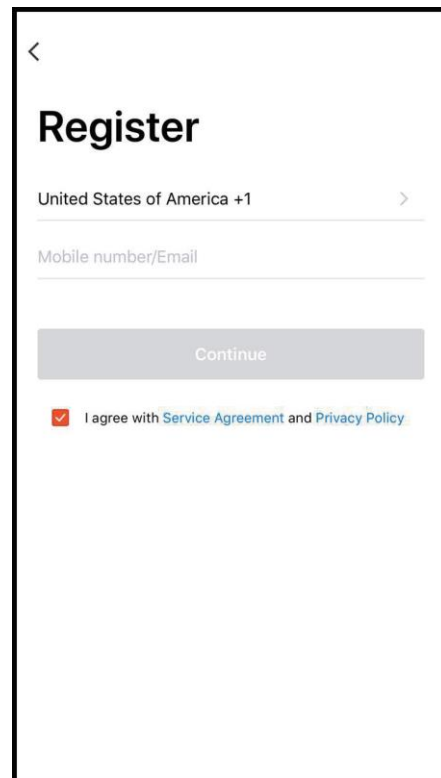 Register
United States of America +1
Mobile number/Email
Continue
I agree with Service Agreement and Privacy Policy